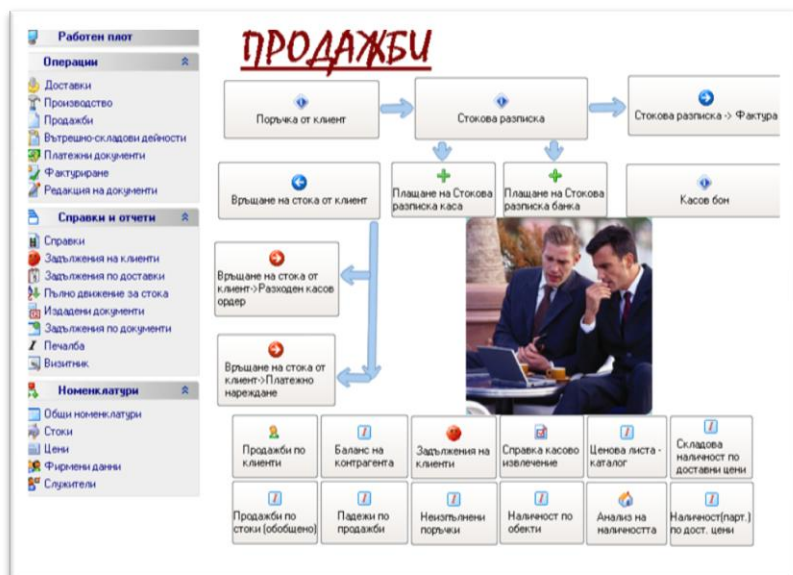 Работен плот
Операции
Доставки
Производство
Продажби
Вътрешно-складови дейности
Платежни документи
Фактуриране
Редакция на документи
Справки и отчети
Справки
Задължения на клиенти
Задължения по доставки
Пълно движение за стока
Издадени документи
Задължения по документи
Печалба
Визитник
Номенклатури
Общи номенклатури
Стоки
Цени
Фирмени данни
Служители
ПРОДАЖБИ
Поръчка от клиент
Стокова разписка
Стокова разписка -> Фактура
Връщане на стока от клиент
Плащане на Стокова
разписка каса
Плащане на Стокова
разписка банка
Касов бон
Връщане на стока от
клиент->Разходен касов
ордер
Връщане на стока от
клиент->Платежно
нареждане
Продажби по
клиенти
Баланс на
контрагента
Задължения на
клиенти
Справка касово
извлечение
Ценова листа -
каталог
Складова
наличност по
доставни цени
Продажби по
стоки (обобщено)
Падежи по
продажби
Неизпълнени
поръчки
Наличност по
обекти
Анализ на
наличността
Наличност(парт.)
по дост. цени